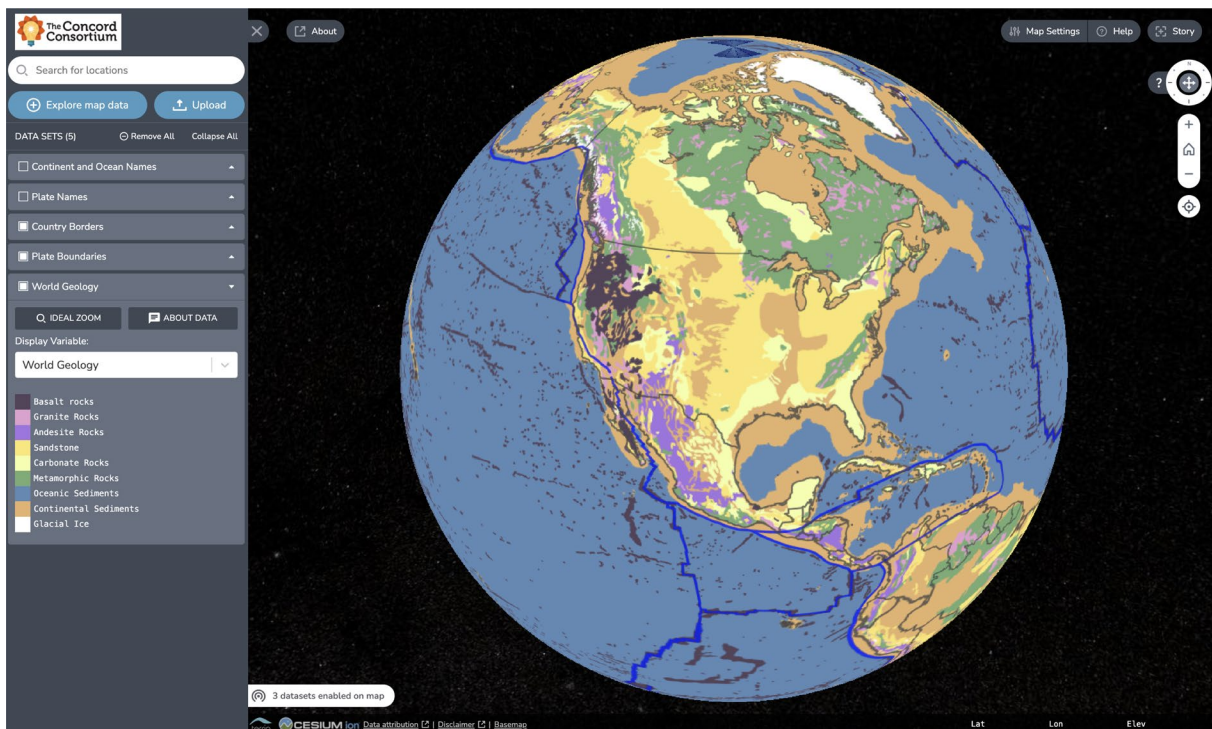 The Concord
Consortium
About
Map Settings
Help
Story
Search for locations
Explore map data
Upload
DATA SETS (5)
Remove All
Collapse All
Continent and Ocean Names
Plate Names
Country Borders
Plate Boundaries
World Geology
IDEAL ZOOM
ABOUT DATA
Display Variable:
World Geology
Basalt rocks
Granite Rocks
Andesite Rocks
Sandstone
Carbonate Rocks
Metamorphic Rocks
Oceanic Sediments
Continental Sediments
Glacial Ice
?
N
3 datasets enabled on map
CESIUM ion Data attribution | Disclaimer | Basemap
Lat Lon Elev